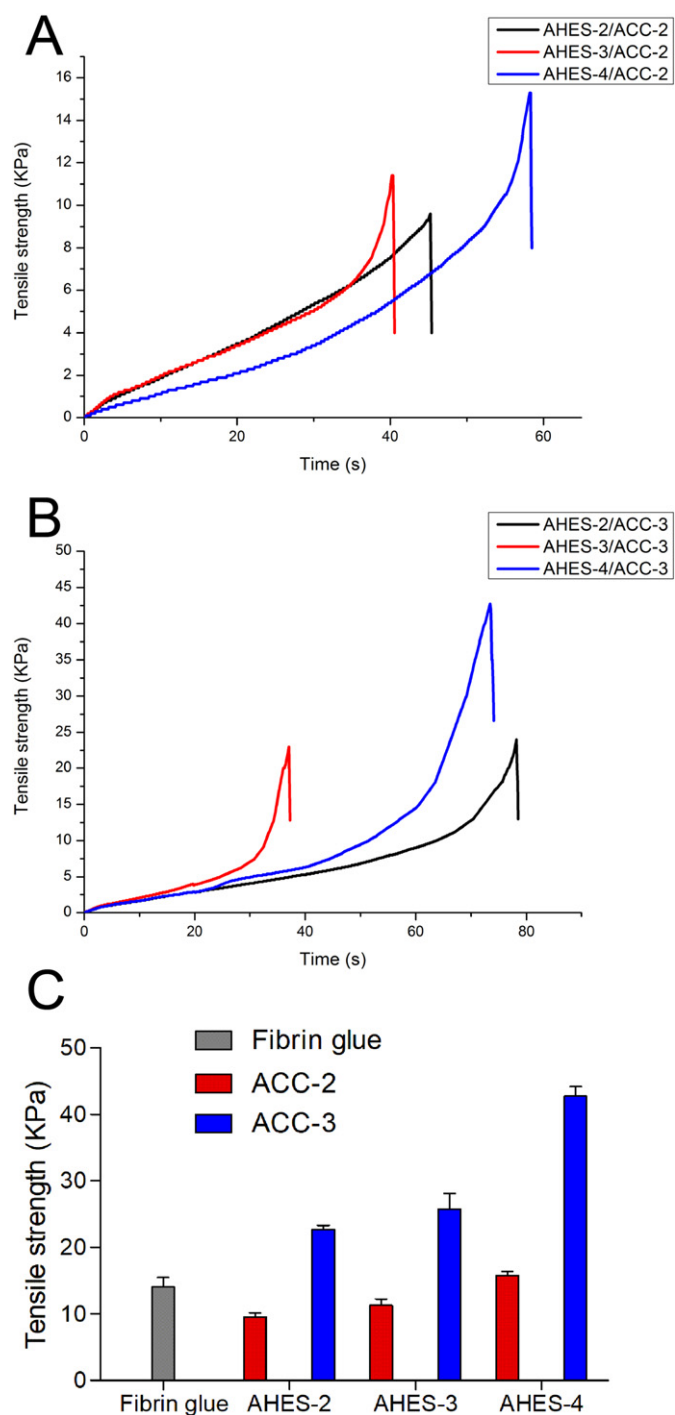 A
AHES-2/ACC-2
AHES-3/ACC-2
AHES-4/ACC-2
Tensile strength (KPa)
16
14
12
10
8
6
4
2
0
0 20 40 60
Time (s)
B
AHES-2/ACC-3
AHES-3/ACC-3
AHES-4/ACC-3
Tensile strength (KPa)
50
45
40
35
30
25
20
15
10
5
0
0 20 40 60 80
Time (s)
C
Fibrin glue
ACC-2
ACC-3
Tensile strength (KPa)
50
40
30
20
10
0
Fibrin glue AHES-2 AHES-3 AHES-4